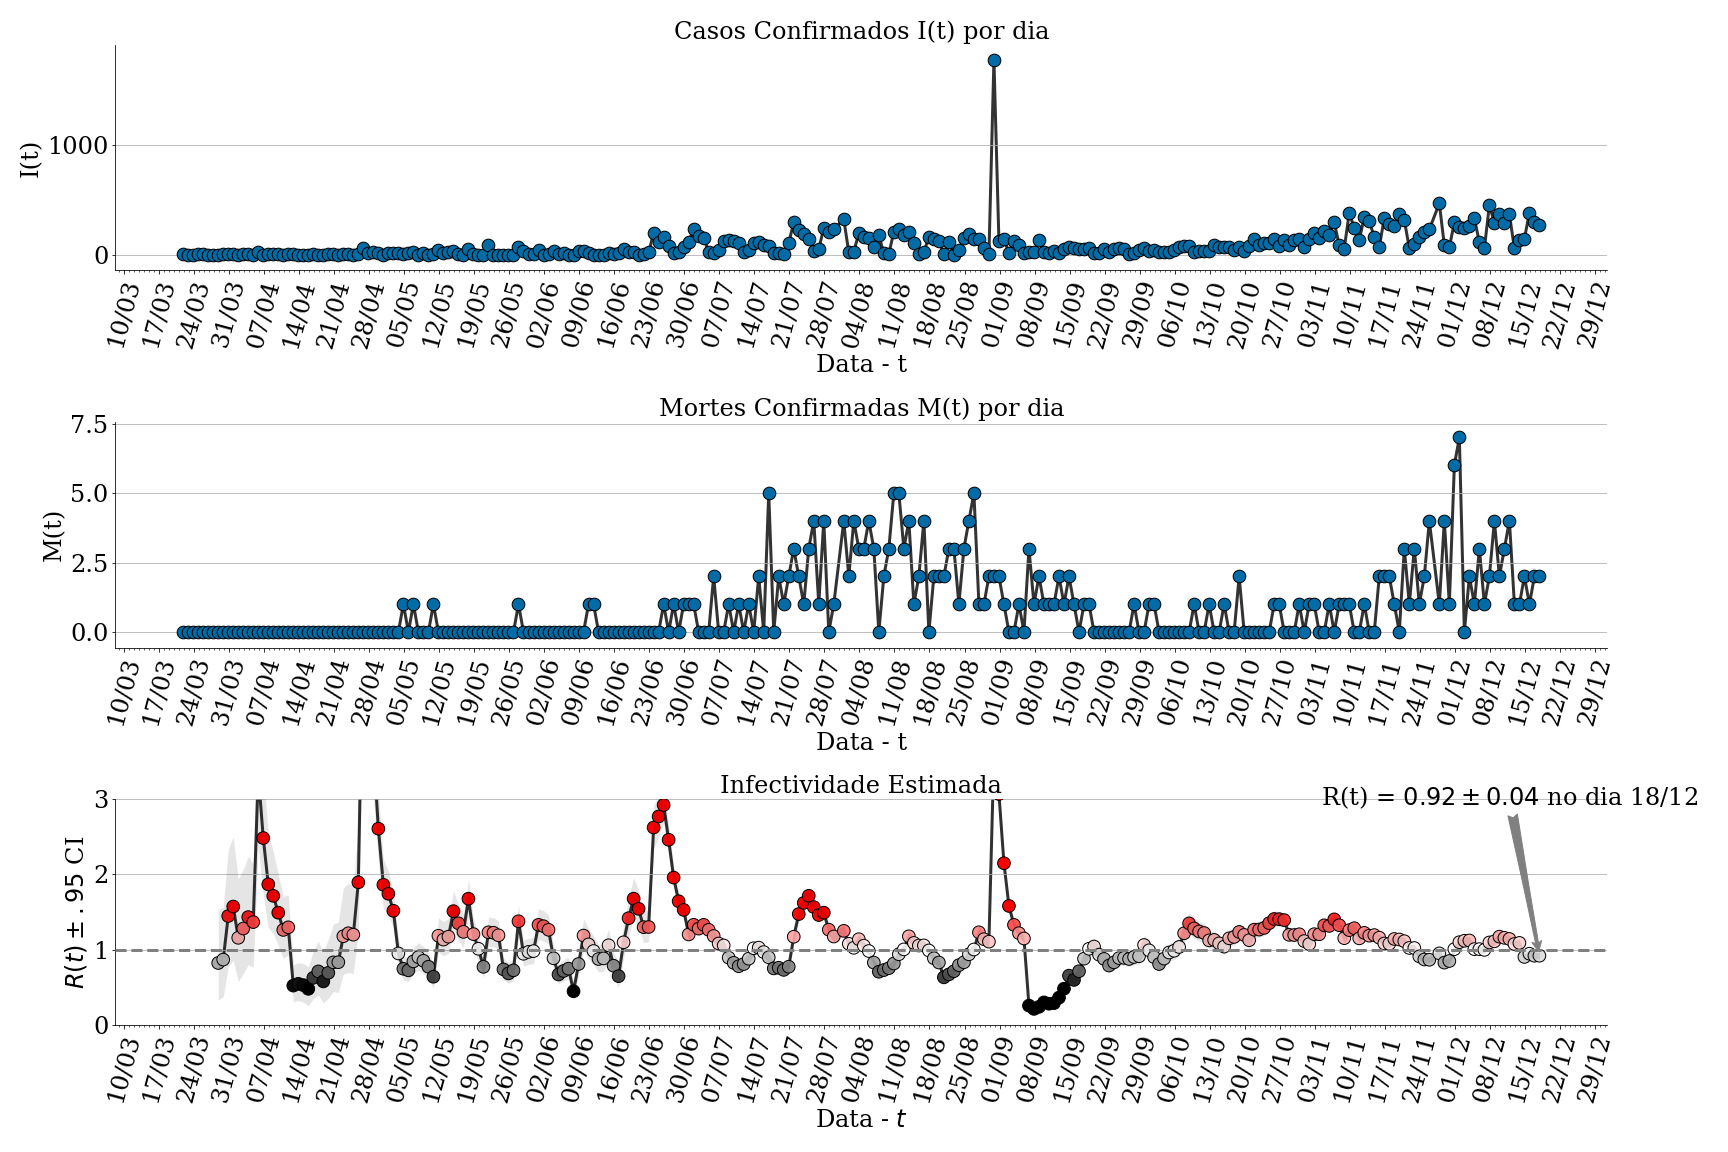 Casos Confirmados I(t) por dia
I(t)
1000
0
10/03 17/03 24/03 31/03 07/04 14/04 21/04 28/04 05/05 12/05 19/05 26/05 02/06 09/06 16/06 23/06 30/06 07/07 14/07 21/07 28/07 04/08 11/08 18/08 25/08 01/09 08/09 15/09 22/09 29/09 06/10 13/10 20/10 27/10 03/11 10/11 17/11 24/11 01/12 08/12 15/12 22/12 29/12
Data - t
Mortes Confirmadas M(t) por dia
M(t)
7.5
5.0
2.5
0.0
10/03 17/03 24/03 31/03 07/04 14/04 21/04 28/04 05/05 12/05 19/05 26/05 02/06 09/06 16/06 23/06 30/06 07/07 14/07 21/07 28/07 04/08 11/08 18/08 25/08 01/09 08/09 15/09 22/09 29/09 06/10 13/10 20/10 27/10 03/11 10/11 17/11 24/11 01/12 08/12 15/12 22/12 29/12
Data - t
Infectividade Estimada
R(t) = 0.92 ± 0.04 no dia 18/12
R(t) ± .95 CI
3
2
1
0
10/03 17/03 24/03 31/03 07/04 14/04 21/04 28/04 05/05 12/05 19/05 26/05 02/06 09/06 16/06 23/06 30/06 07/07 14/07 21/07 28/07 04/08 11/08 18/08 25/08 01/09 08/09 15/09 22/09 29/09 06/10 13/10 20/10 27/10 03/11 10/11 17/11 24/11 01/12 08/12 15/12 22/12 29/12
Data - t